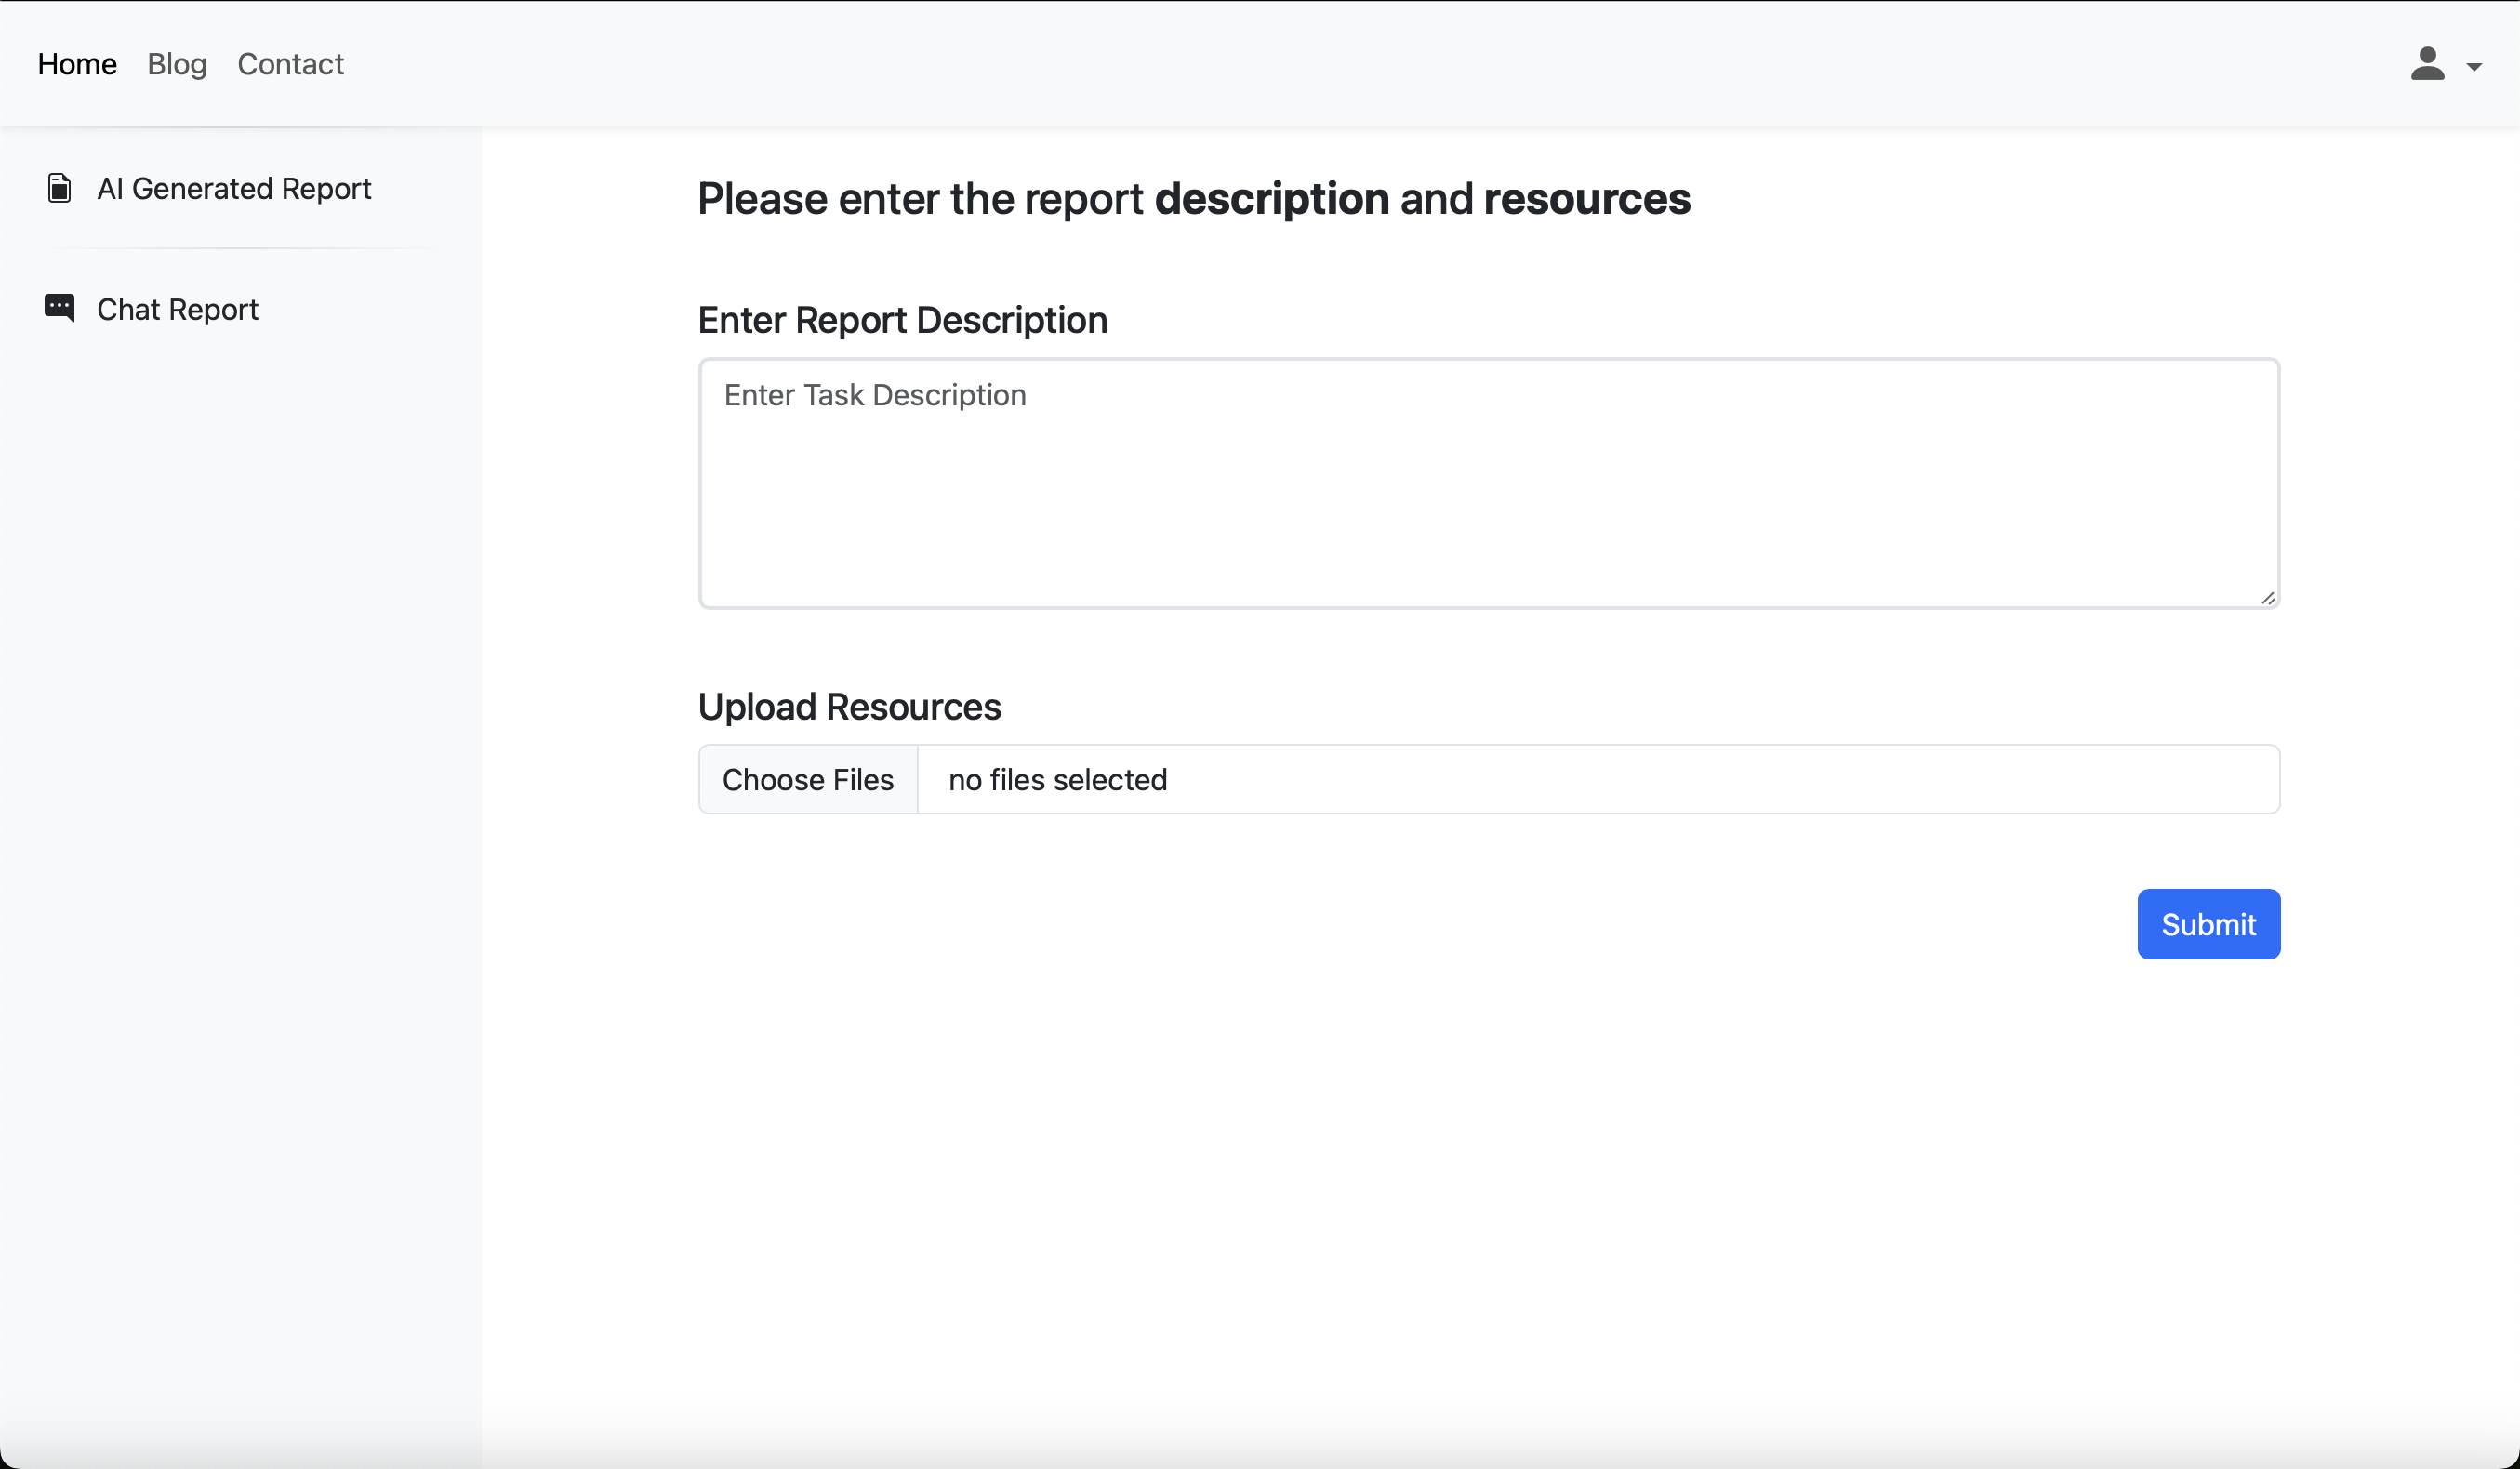 Home Blog Contact
AI Generated Report
Chat Report
Please enter the report description and resources
Enter Report Description
Enter Task Description
Upload Resources
Choose Files no files selected
Submit